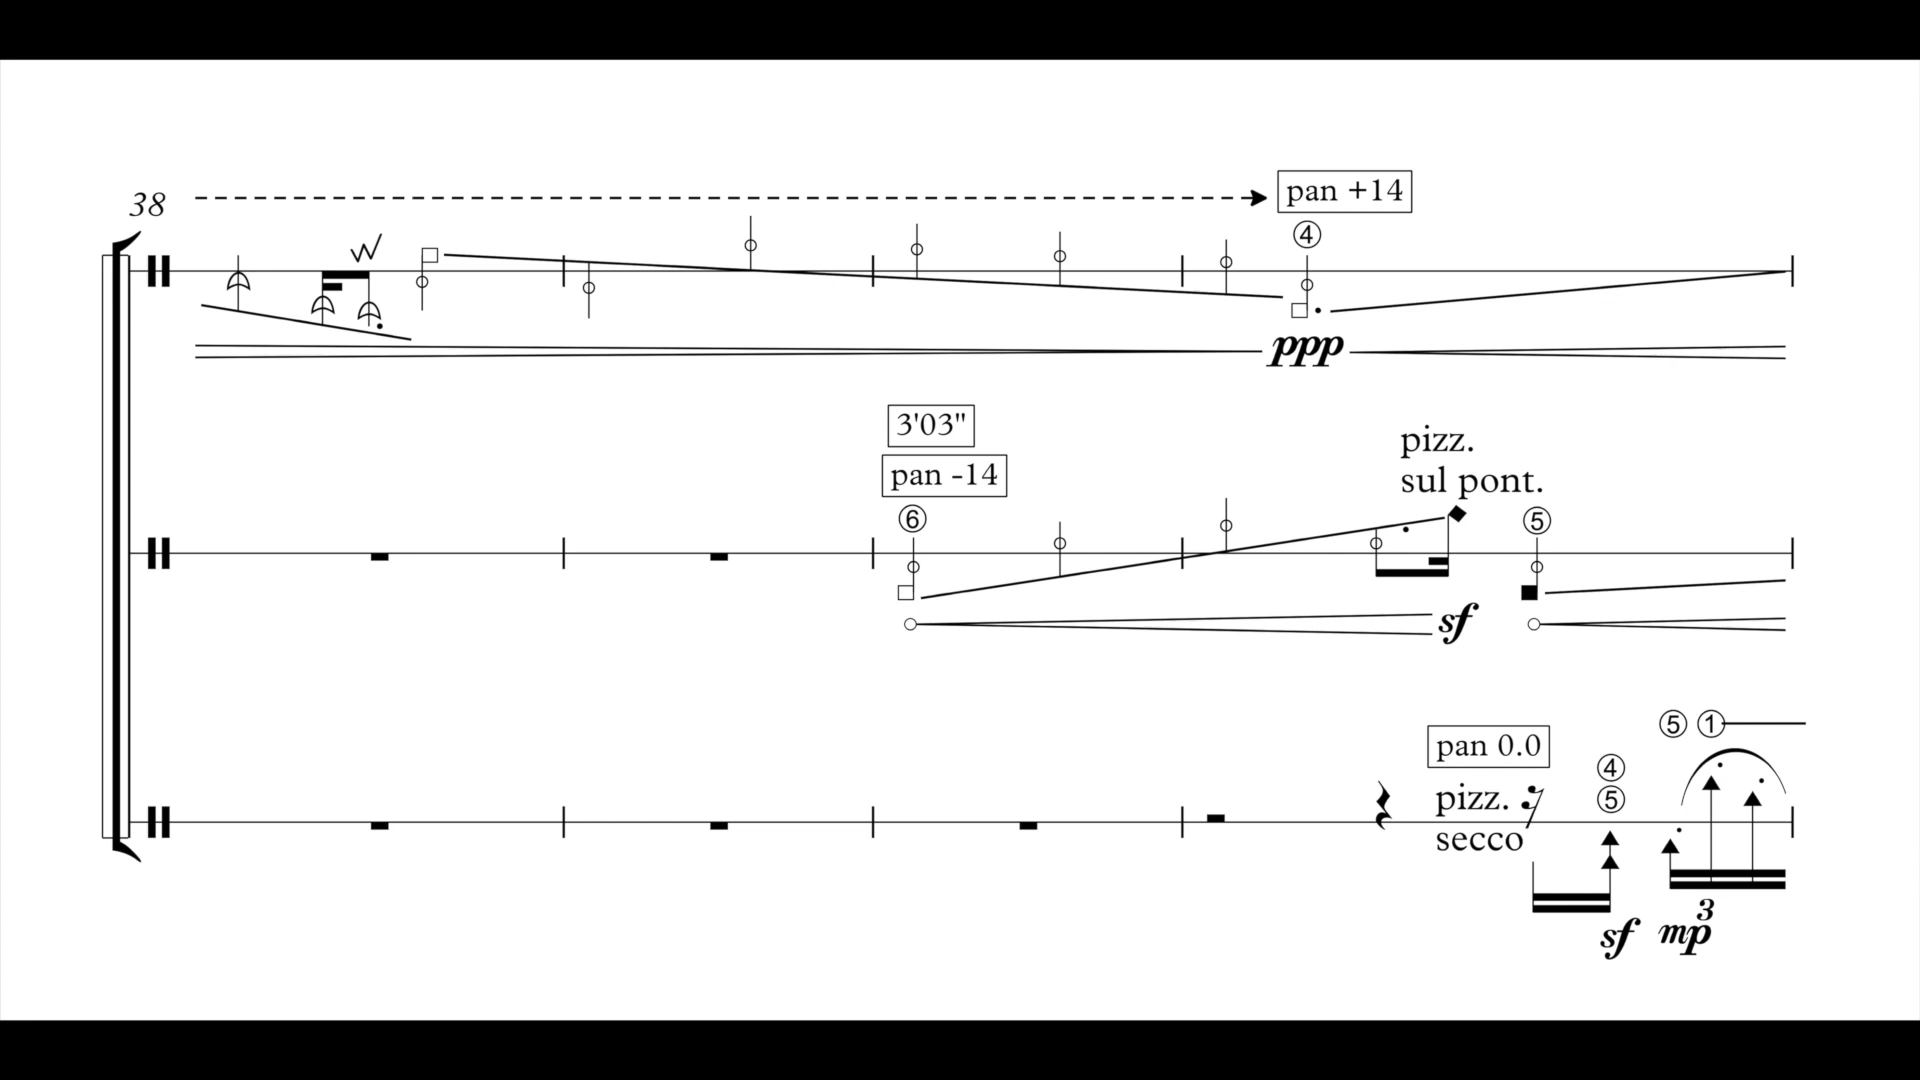 38
pan +14
④
ppp
3'03"
pan -14
⑥
pizz.
sul pont.
⑤
sf
pan 0.0
pizz.
secco
④
⑤
⑤ ①
3
sf mp